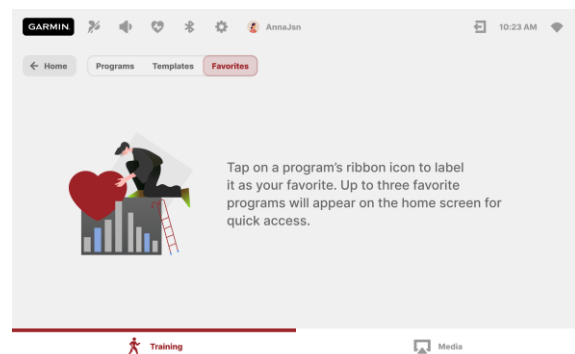 GARMIN
AnnaJsn
10:23 AM
Home
Programs
Templates
Favorites
Tap on a program's ribbon icon to label
it as your favorite. Up to three favorite
programs will appear on the home screen for
quick access.
Training
Media